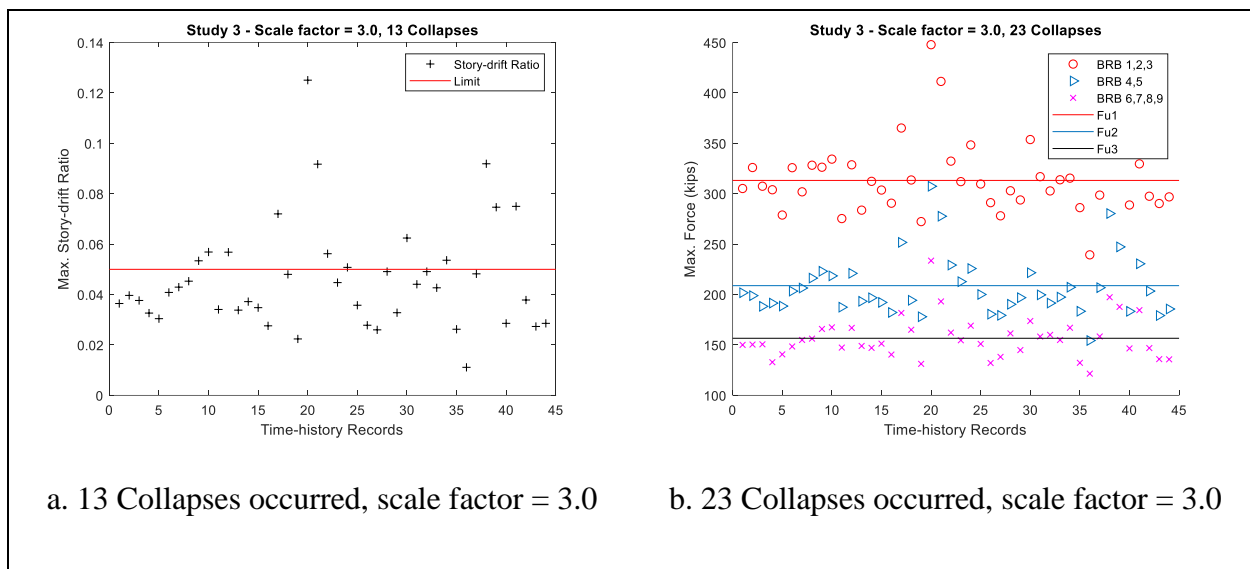 Study 3 - Scale factor = 3.0, 13 Collapses
0.14
0.12
0.1
0.08
0.06
0.04
0.02
0
Max. Story-drift Ratio
Story-drift Ratio
Limit
0 5 10 15 20 25 30 35 40 45
Time-history Records
Study 3 - Scale factor = 3.0, 23 Collapses
450
400
350
300
250
200
150
100
Max. Force (kips)
BRB 1,2,3
BRB 4,5
BRB 6,7,8,9
Fu1
Fu2
Fu3
0 5 10 15 20 25 30 35 40 45
Time-history Records
a. 13 Collapses occurred, scale factor = 3.0
b. 23 Collapses occurred, scale factor = 3.0